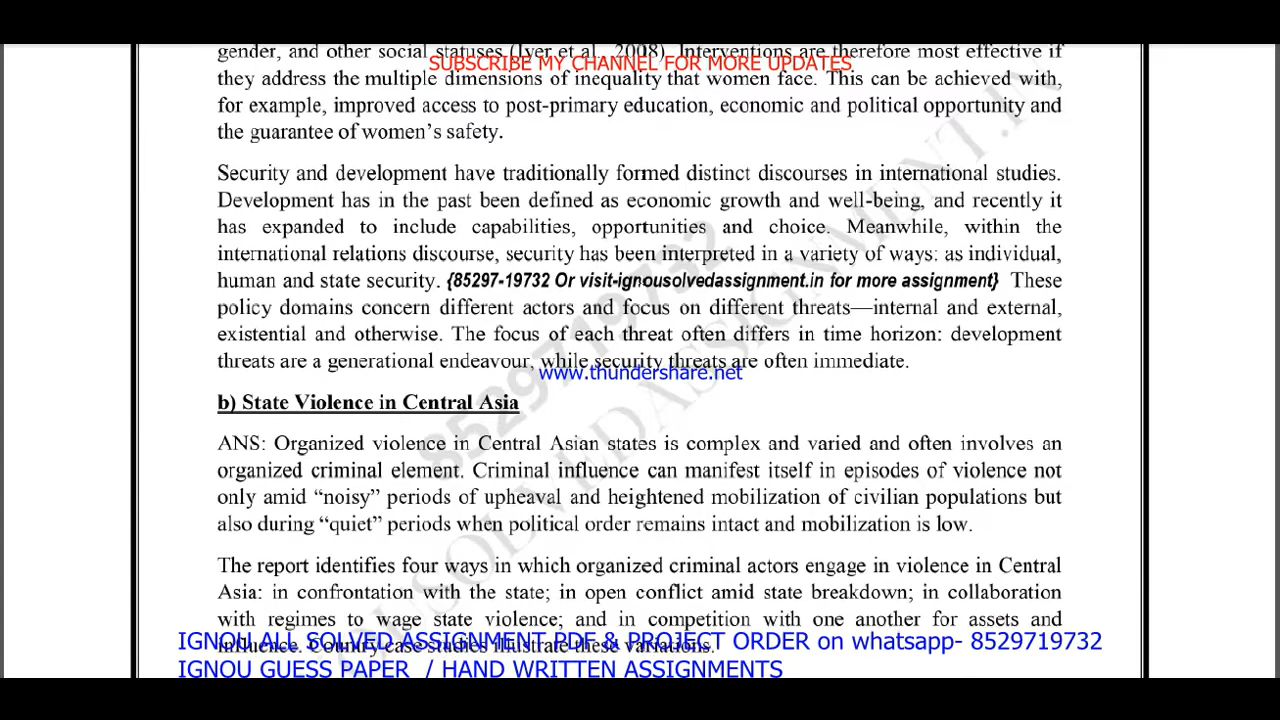 gender, and other social statuses (Iyer et al., 2008). Interventions are therefore most effective if
SUBSCRIBE MY CHANNEL FOR MORE UPDATES
they address the multiple dimensions of inequality that women face. This can be achieved with,
for example, improved access to post-primary education, economic and political opportunity and
the guarantee of women's safety.
Security and development have traditionally formed distinct discourses in international studies.
Development has in the past been defined as economic growth and well-being, and recently it
has expanded to include capabilities, opportunities and choice. Meanwhile, within the
international relations discourse, security has been interpreted in a variety of ways: as individual,
human and state security. {85297-19732 Or visit-ignousolvedassignment.in for more assignment} These
policy domains concern different actors and focus on different threats—internal and external,
existential and otherwise. The focus of each threat often differs in time horizon: development
threats are a generational endeavour, while security threats are often immediate.
www.thundershare.net
b) State Violence in Central Asia
ANS: Organized violence in Central Asian states is complex and varied and often involves an
organized criminal element. Criminal influence can manifest itself in episodes of violence not
only amid “noisy” periods of upheaval and heightened mobilization of civilian populations but
also during “quiet” periods when political order remains intact and mobilization is low.
The report identifies four ways in which organized criminal actors engage in violence in Central
Asia: in confrontation with the state; in open conflict amid state breakdown; in collaboration
with regimes to wage state violence; and in competition with one another for assets and
influence. Country case studies illustrate these variations.
IGNOU ALL SOLVED ASSIGNMENT PDF & PROJECT ORDER on whatsapp- 8529719732
IGNOU GUESS PAPER / HAND WRITTEN ASSIGNMENTS
8529719732
SOLVEDASSIGNMENT.IN